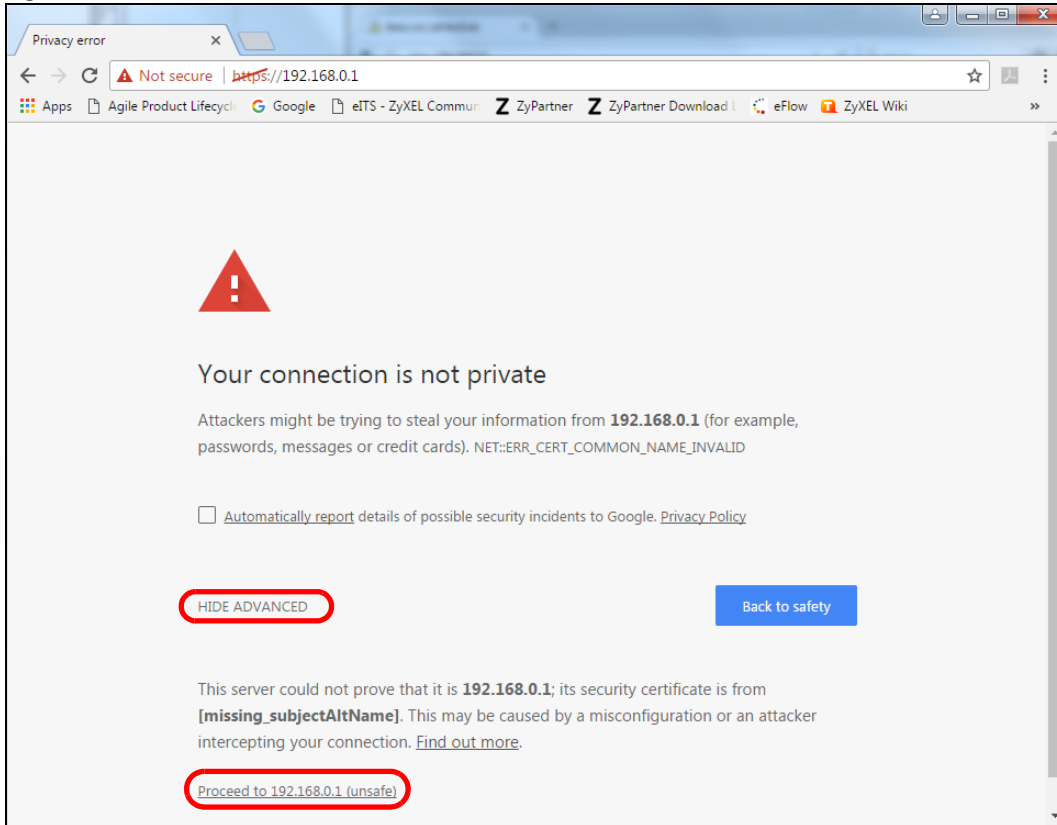 Privacy error
Not secure | https://192.168.0.1
Apps Agile Product Lifecycl Google eITS - ZyXEL Commun ZyPartner ZyPartner Download L eFlow ZyXEL Wiki »
Your connection is not private
Attackers might be trying to steal your information from 192.168.0.1 (for example,
passwords, messages or credit cards). NET::ERR_CERT_COMMON_NAME_INVALID
Automatically report details of possible security incidents to Google. Privacy Policy
HIDE ADVANCED
Back to safety
This server could not prove that it is 192.168.0.1; its security certificate is from
[missing_subjectAltName]. This may be caused by a misconfiguration or an attacker
intercepting your connection. Find out more.
Proceed to 192.168.0.1 (unsafe)